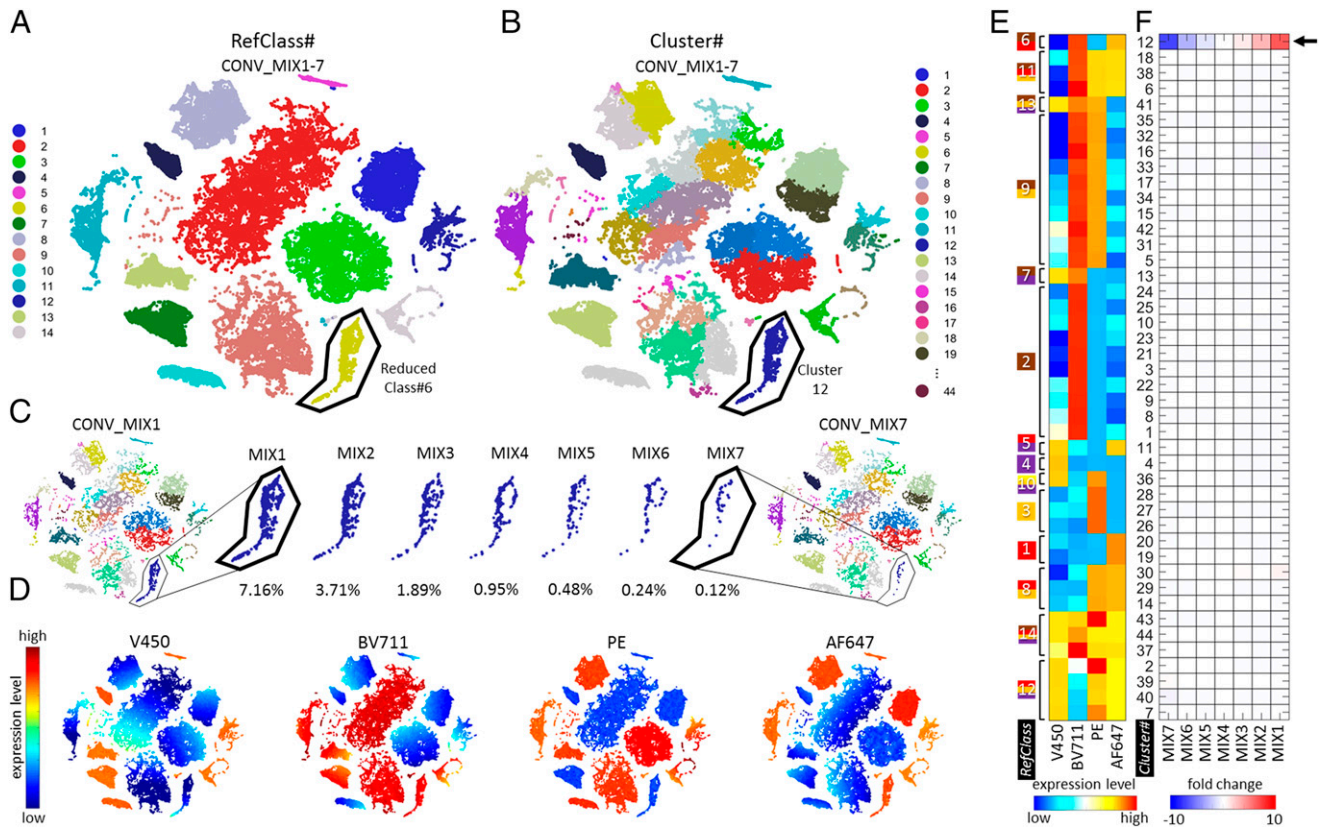 A
RefClass#
CONV_MIX1-7
1
2
3
4
5
6
7
8
9
10
11
12
13
14
Reduced
Class#6
B
Cluster#
CONV_MIX1-7
1
2
3
4
5
6
7
8
9
10
11
12
13
14
15
16
17
18
19
...
44
Cluster
12
C
CONV_MIX1
MIX1 MIX2 MIX3 MIX4 MIX5 MIX6 MIX7
CONV_MIX7
7.16% 3.71% 1.89% 0.95% 0.48% 0.24% 0.12%
D
high
expression level
low
V450 BV711 PE AF647
E
6
11
13
9
7
2
5
4
10
3
1
8
14
12
RefClass
V450
BV711
PE
AF647
expression level
low high
F
12
18
38
6
41
35
32
16
33
17
34
15
42
31
5
13
24
25
10
23
21
3
22
9
8
1
11
4
36
28
27
26
20
19
30
29
14
43
44
37
2
39
40
7
Cluster#
MIX7
MIX6
MIX5
MIX4
MIX3
MIX2
MIX1
fold change
-10 10